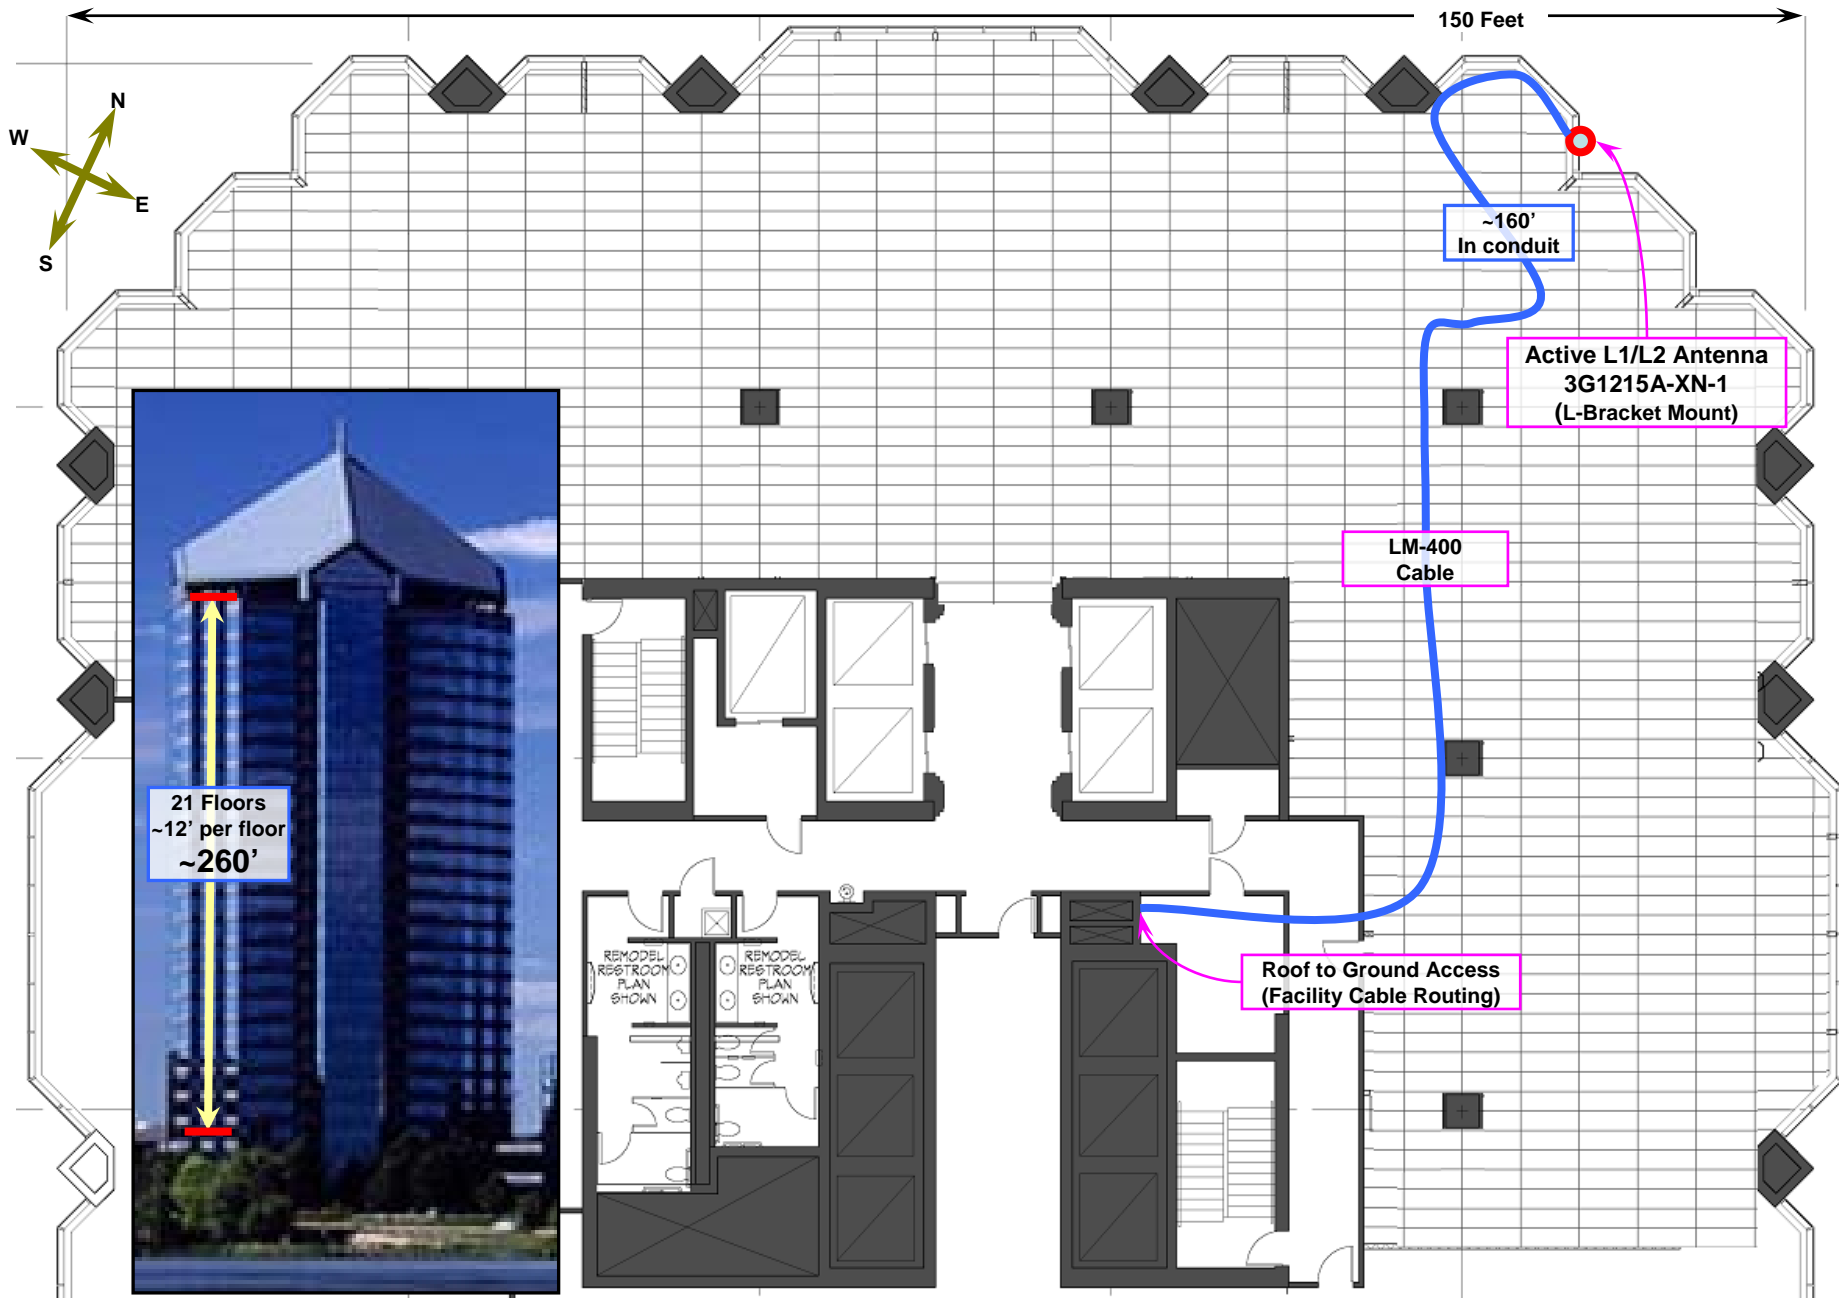 150 Feet
N
W
E
S
~160’
In conduit
Active L1/L2 Antenna
3G1215A-XN-1
(L-Bracket Mount)
LM-400
Cable
21 Floors
~12’ per floor
~260’
REMODEL
RESTROOM
PLAN
SHOWN
REMODEL
RESTROOM
PLAN
SHOWN
Roof to Ground Access
(Facility Cable Routing)